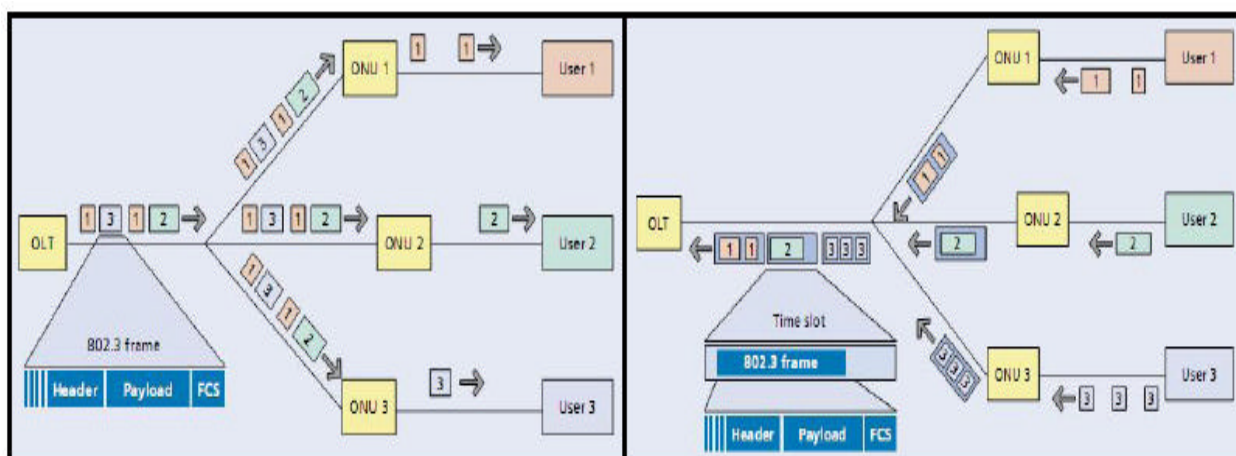 1 1
ONU 1
User 1
1 3 1 2
1 3 1 2
1 3 1 2
2
OLT
ONU 2
User 2
1 3 1 2
802.3 frame
3
Header Payload FCS
ONU 3
User 3
ONU 1
User 1
1 1
1 1
OLT
ONU 2
User 2
1 1 2 3 3 3
2
2
Time slot
802.3 frame
3 3 3
ONU 3
User 3
3 3 3
Header Payload FCS